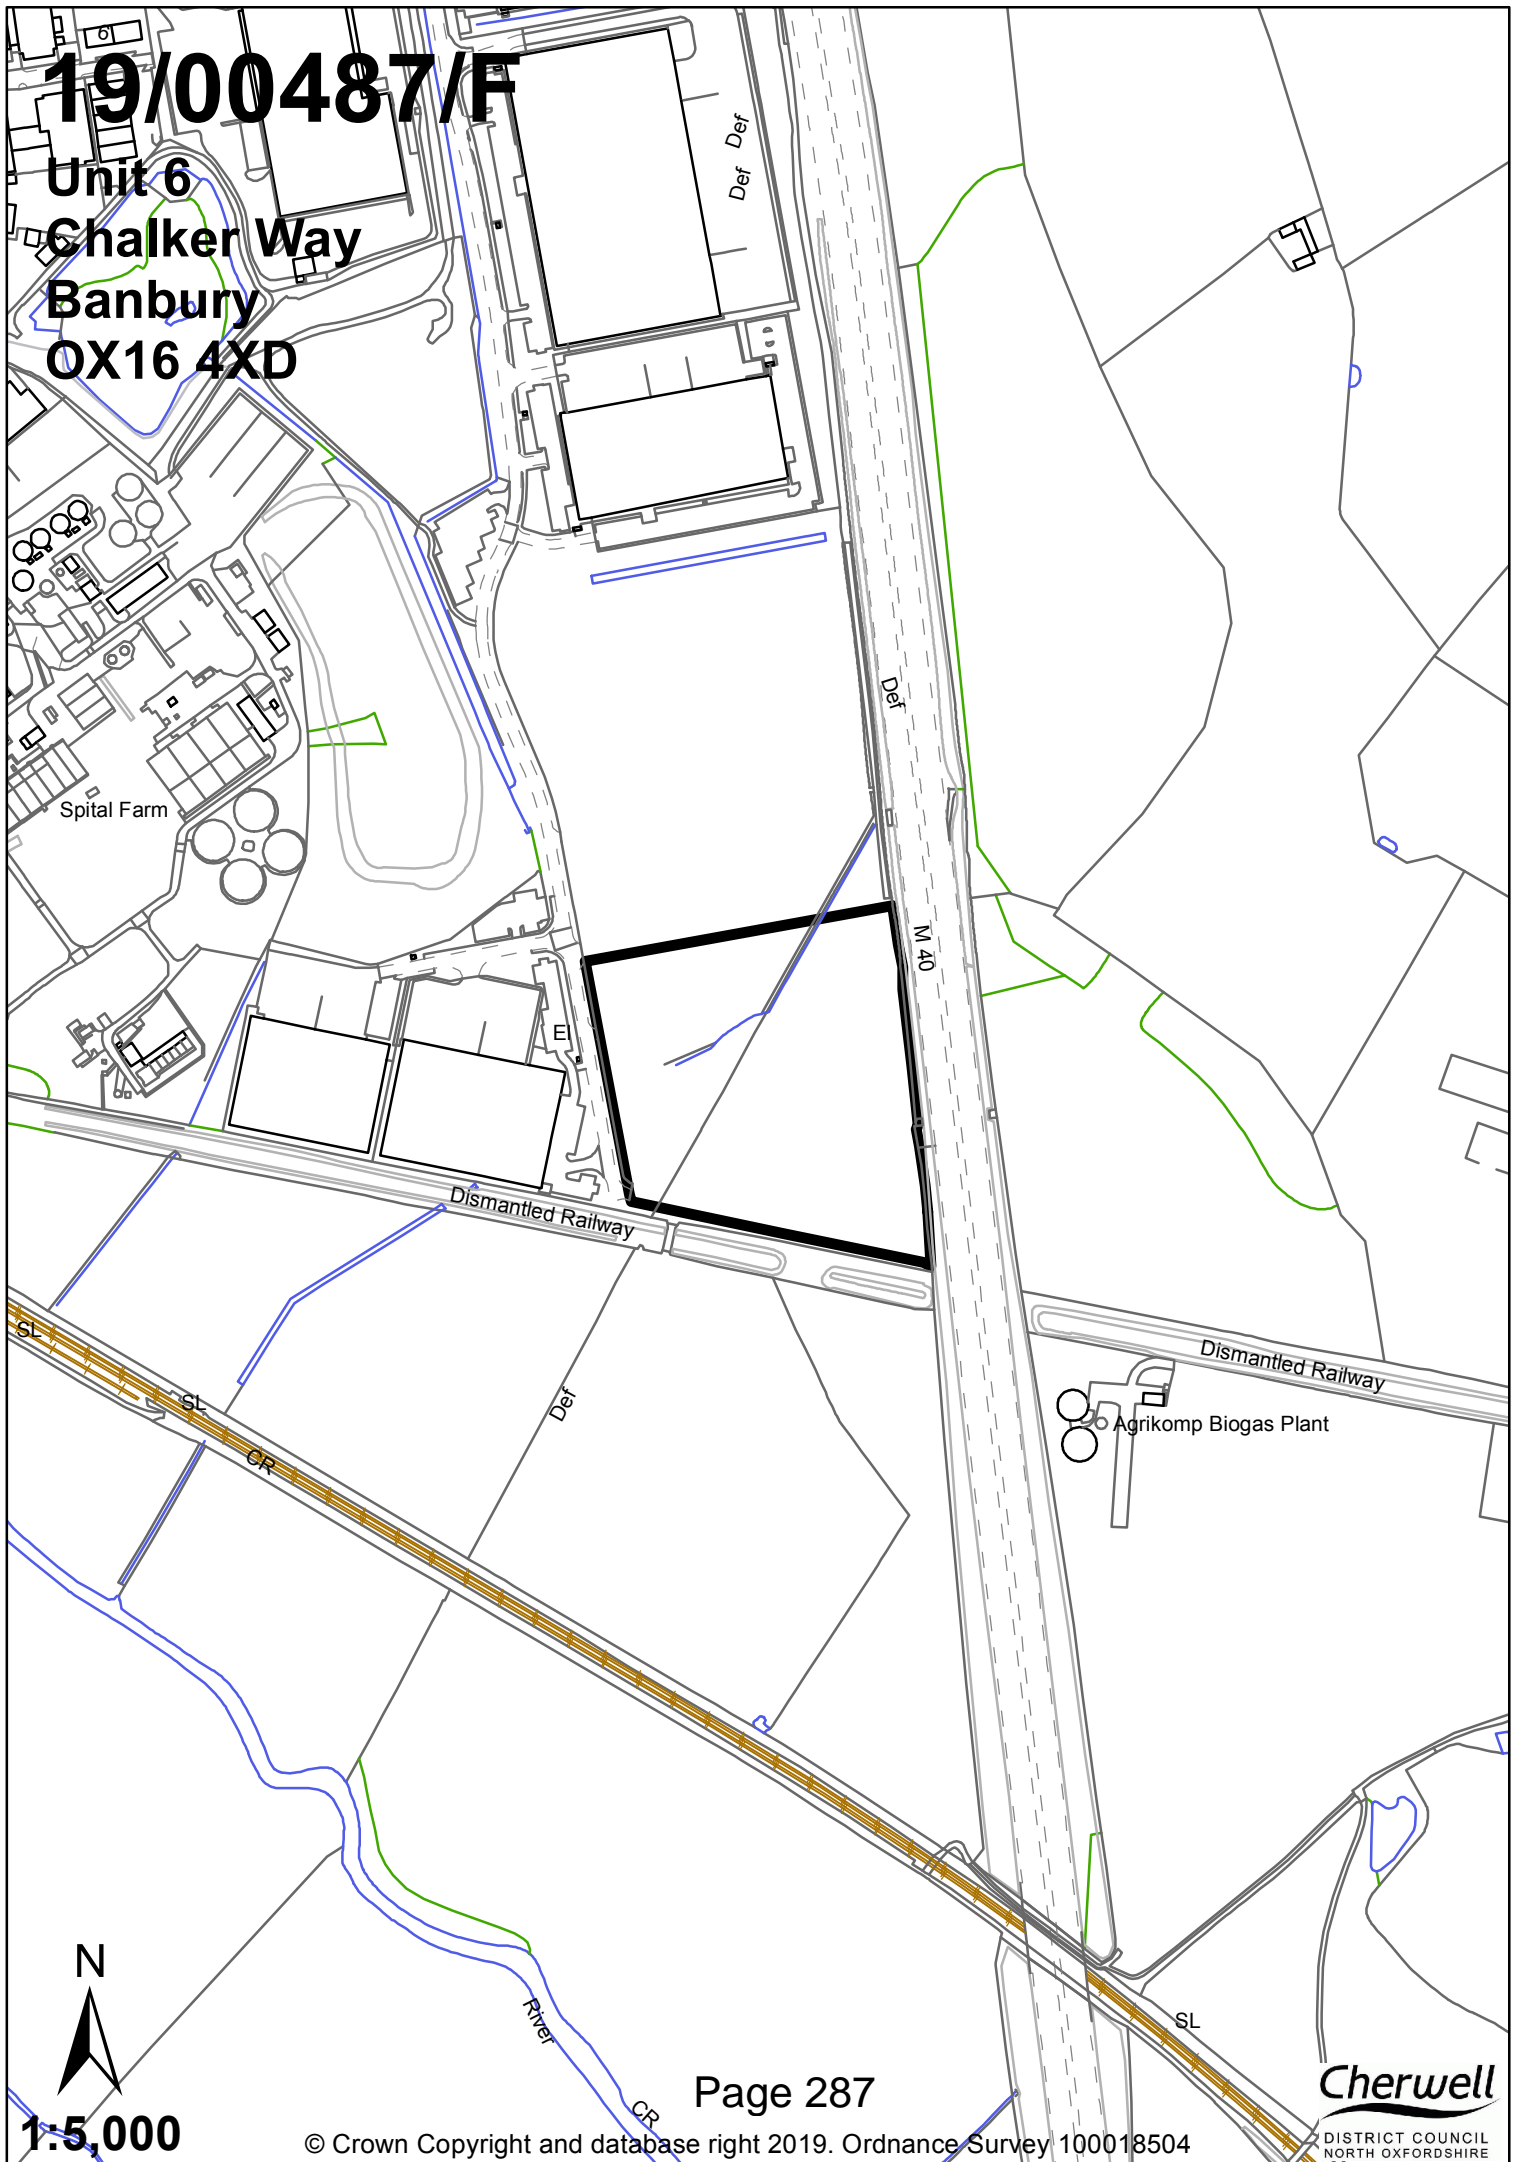 6
19/00487/F
Unit 6
Chalker Way
Banbury
OX16 4XD
Def
Def
Def
Spital Farm
M 40
El
Dismantled Railway
Dismantled Railway
SL
SL
CR
Def
Agrikomp Biogas Plant
N
River
SL
CR
1:5,000
Page 287
© Crown Copyright and database right 2019. Ordnance Survey 100018504
Cherwell
DISTRICT COUNCIL
NORTH OXFORDSHIRE